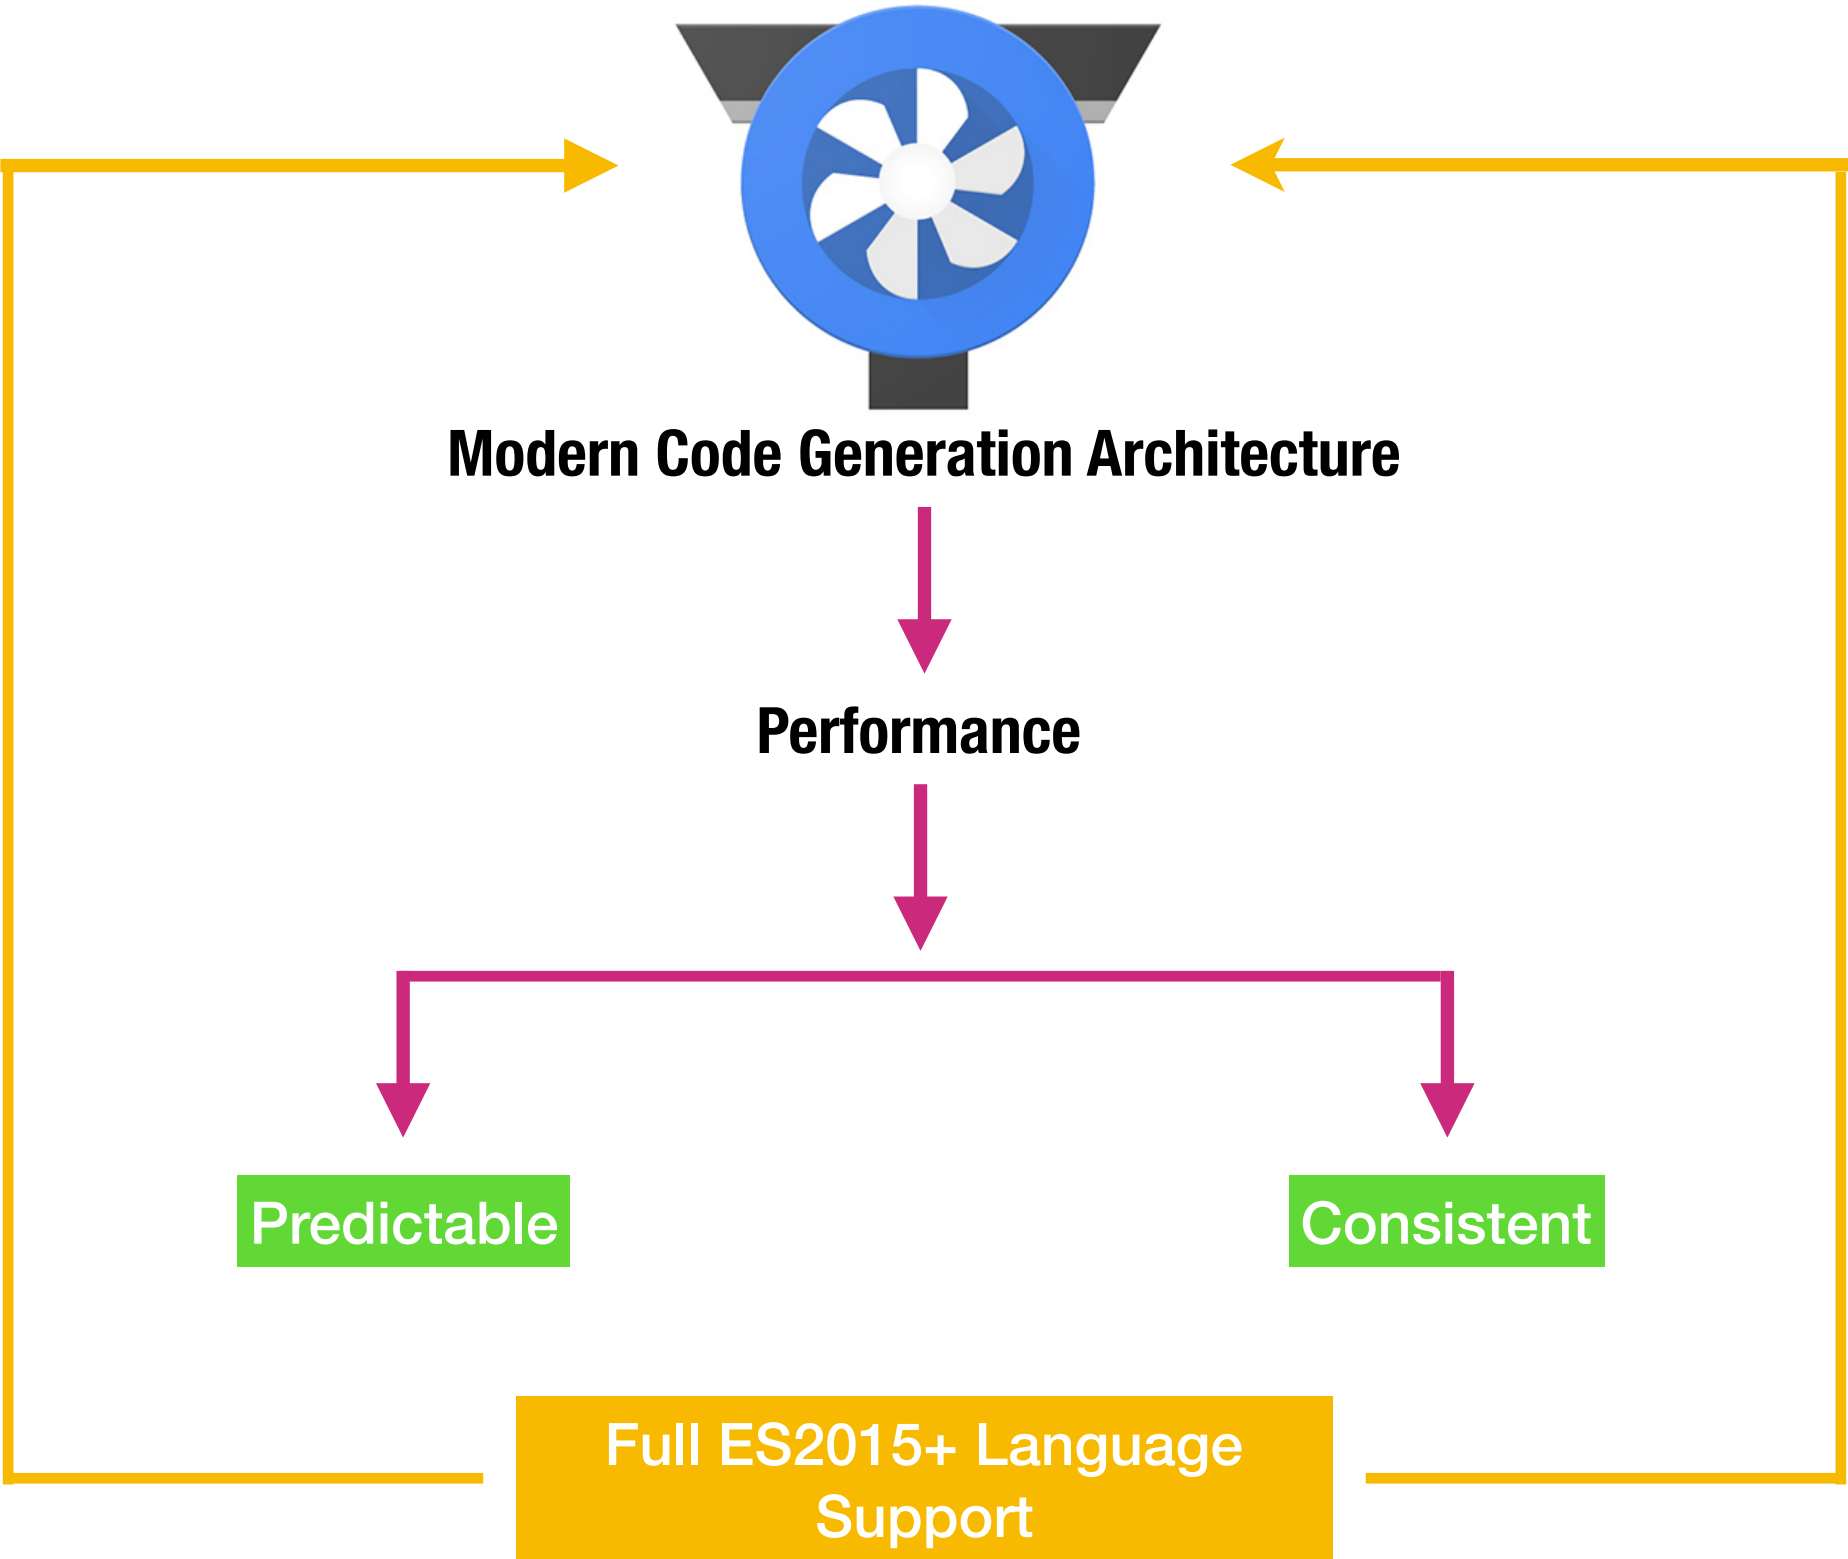 Modern Code Generation Architecture
Performance
Predictable
Consistent
Full ES2015+ Language
Support